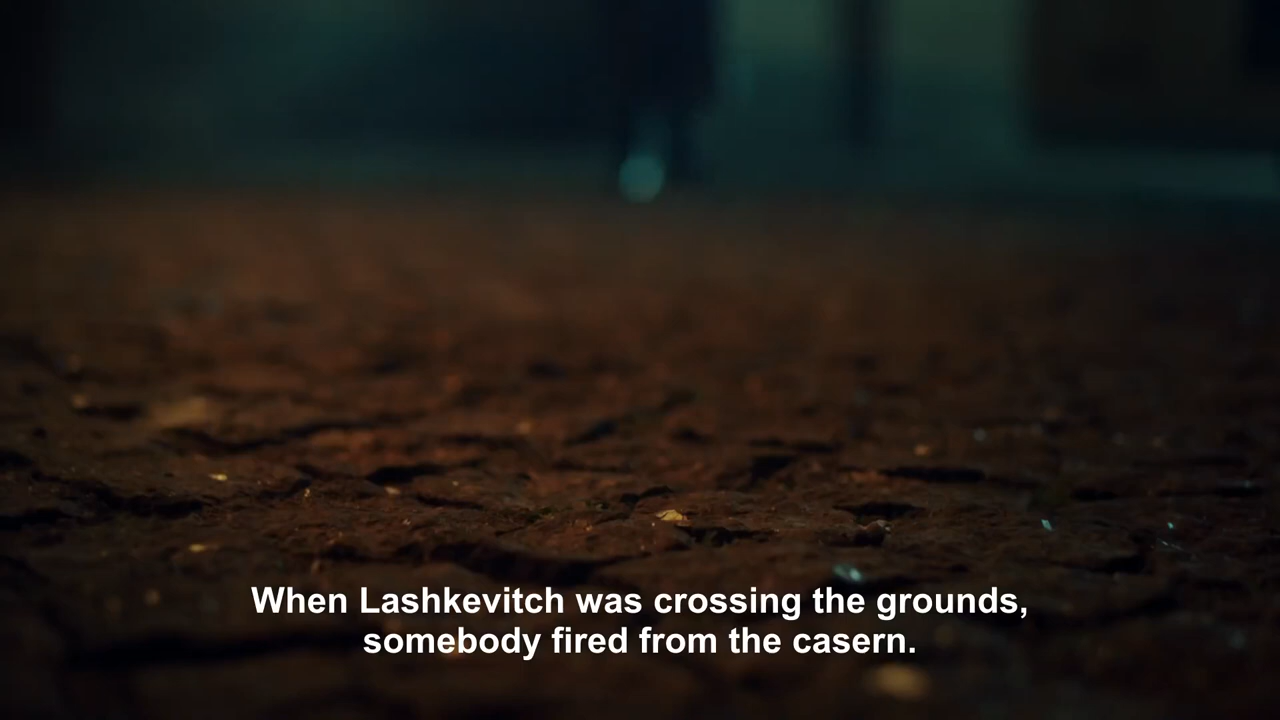 When Lashkevitch was crossing the grounds,
somebody fired from the casern.